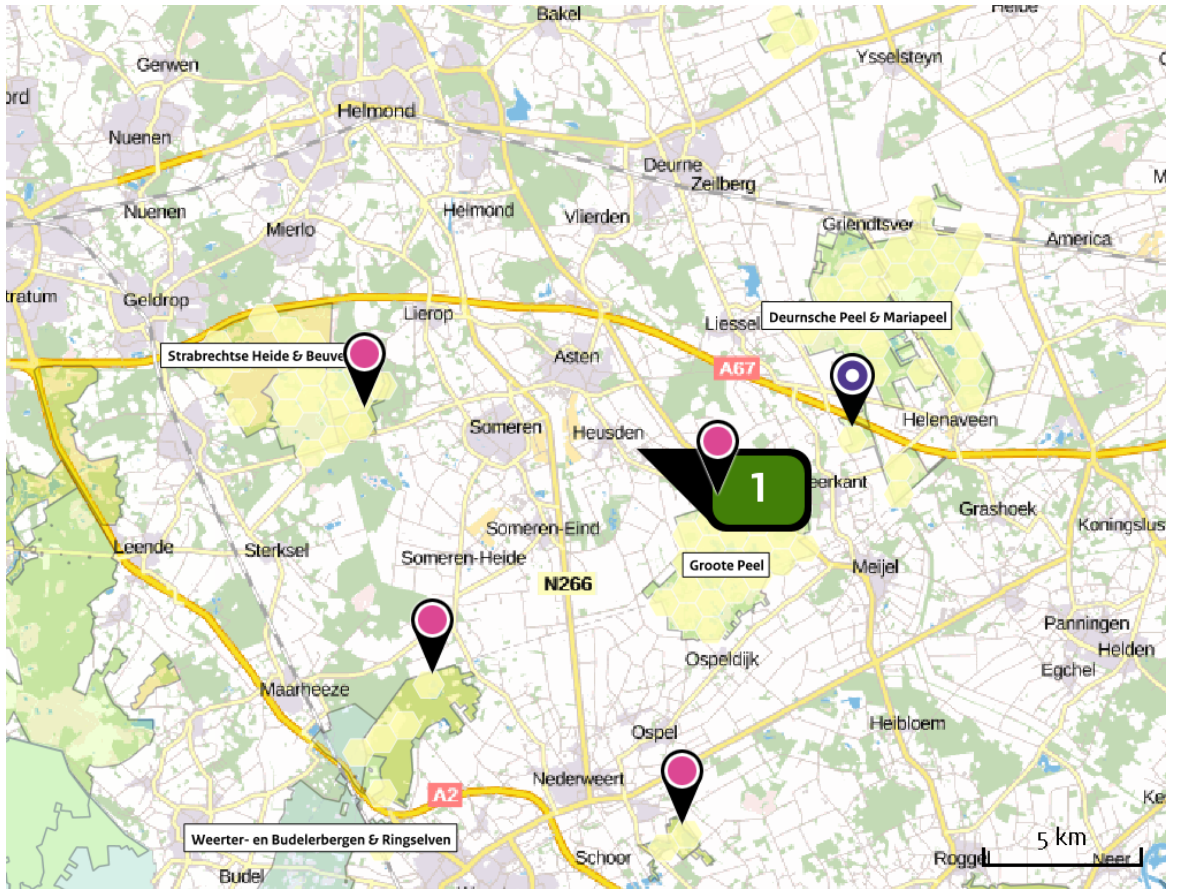 Bakel
Gerwen
Ysselsteyn
Helmond
Nuenen
Deurne
Zeilberg
Nuenen
Helmond
Vlierden
Mierlo
Griendtsve
America
tratum
Geldrop
Lierop
Liessel
Deurnsche Peel & Mariapeel
Strabrechtse Heide & Beuve
Asten
A67
Someren
Heusden
Helenaveen
1
eerkant
Grashoek
Koningslus
Someren-Eind
Leende
Sterksel
Someren-Heide
Groote Peel
Meijel
N266
Panningen
Helden
Egchel
Ospeldijk
Maarheeze
Ospel
Heibloem
Nederweert
A2
Weerter- en Budelerbergen & Ringselven
5 km
Schoor
Roggel
Neer
Budel